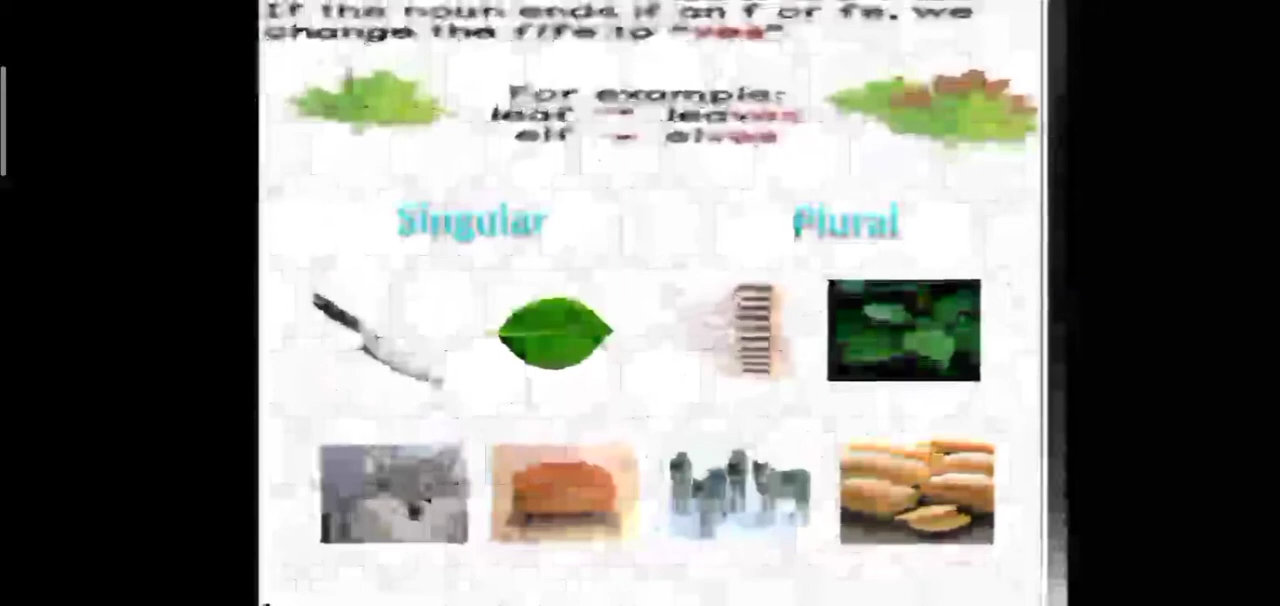 If the noun ends if an f or fe, we
change the f/fe to "ves"
For example:
leaf - leaves
elf - elves
Singular
Plural